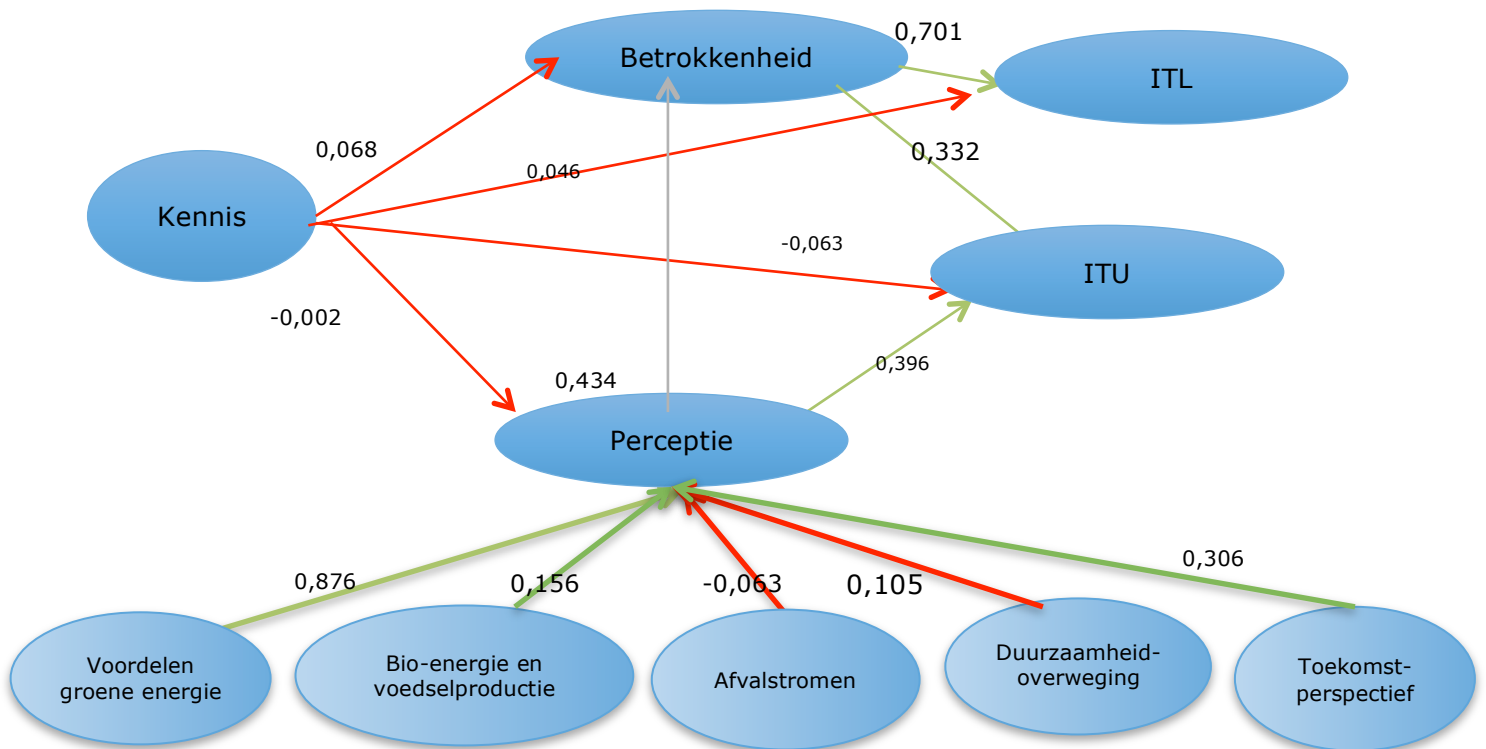 0,701
Betrokkenheid
ITL
0,068
0,332
0,046
Kennis
-0,063
ITU
-0,002
0,434
0,396
Perceptie
0,306
0,876
0,156
-0,063
0,105
Voordelen
groene energie
Bio-energie en
voedselproductie
Afvalstromen
Duurzaamheid-
overweging
Toekomst-
perspectief